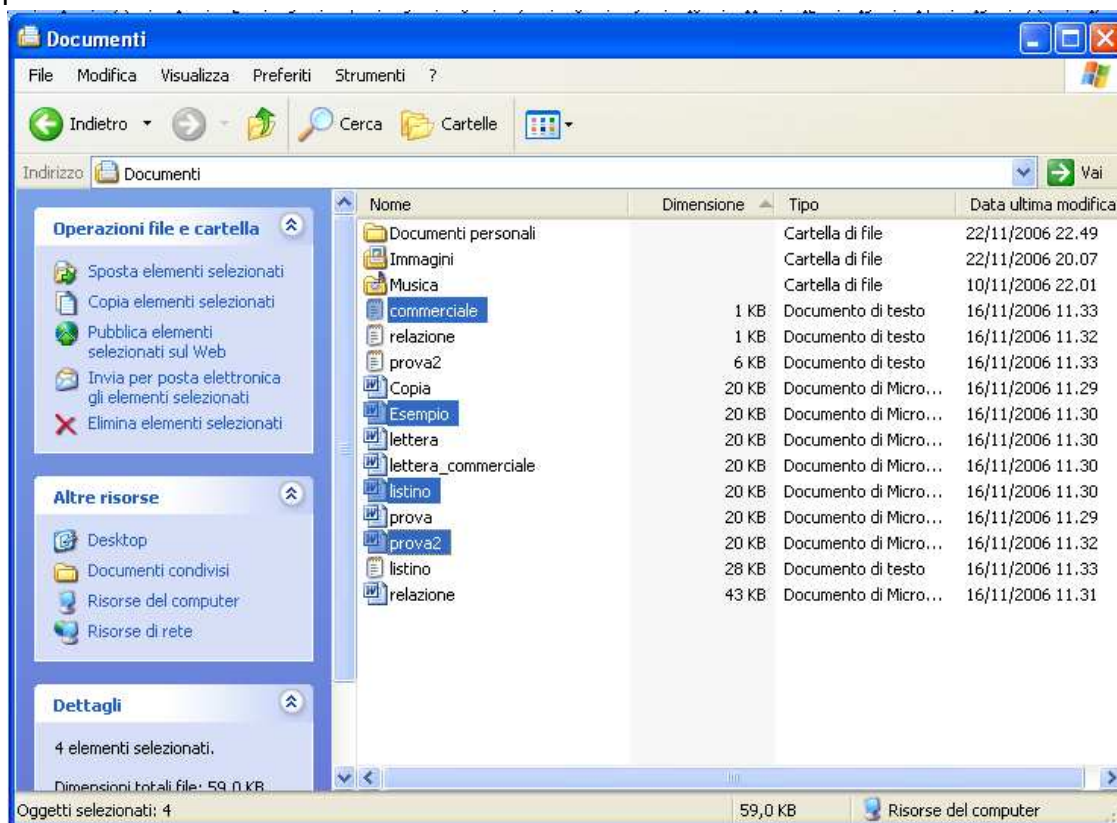 Documenti
File Modifica Visualizza Preferiti Strumenti ?
Indietro Cerca Cartelle
Indirizzo Documenti Vai
Operazioni file e cartella
Sposta elementi selezionati
Copia elementi selezionati
Pubblica elementi
selezionati sul Web
Invia per posta elettronica
gli elementi selezionati
Elimina elementi selezionati
Altre risorse
Desktop
Documenti condivisi
Risorse del computer
Risorse di rete
Dettagli
4 elementi selezionati.
Dimensioni totali file: 59,0 KB
Nome Dimensione Tipo Data ultima modifica
Documenti personali Cartella di file 22/11/2006 22.49
Immagini Cartella di file 22/11/2006 20.07
Musica Cartella di file 10/11/2006 22.01
commerciale 1 KB Documento di testo 16/11/2006 11.33
relazione 1 KB Documento di testo 16/11/2006 11.32
prova2 6 KB Documento di testo 16/11/2006 11.33
Copia 20 KB Documento di Micro... 16/11/2006 11.29
Esempio 20 KB Documento di Micro... 16/11/2006 11.30
lettera 20 KB Documento di Micro... 16/11/2006 11.30
lettera_commerciale 20 KB Documento di Micro... 16/11/2006 11.30
listino 20 KB Documento di Micro... 16/11/2006 11.30
prova 20 KB Documento di Micro... 16/11/2006 11.29
prova2 20 KB Documento di Micro... 16/11/2006 11.32
listino 28 KB Documento di testo 16/11/2006 11.33
relazione 43 KB Documento di Micro... 16/11/2006 11.31
Oggetti selezionati: 4 59,0 KB Risorse del computer